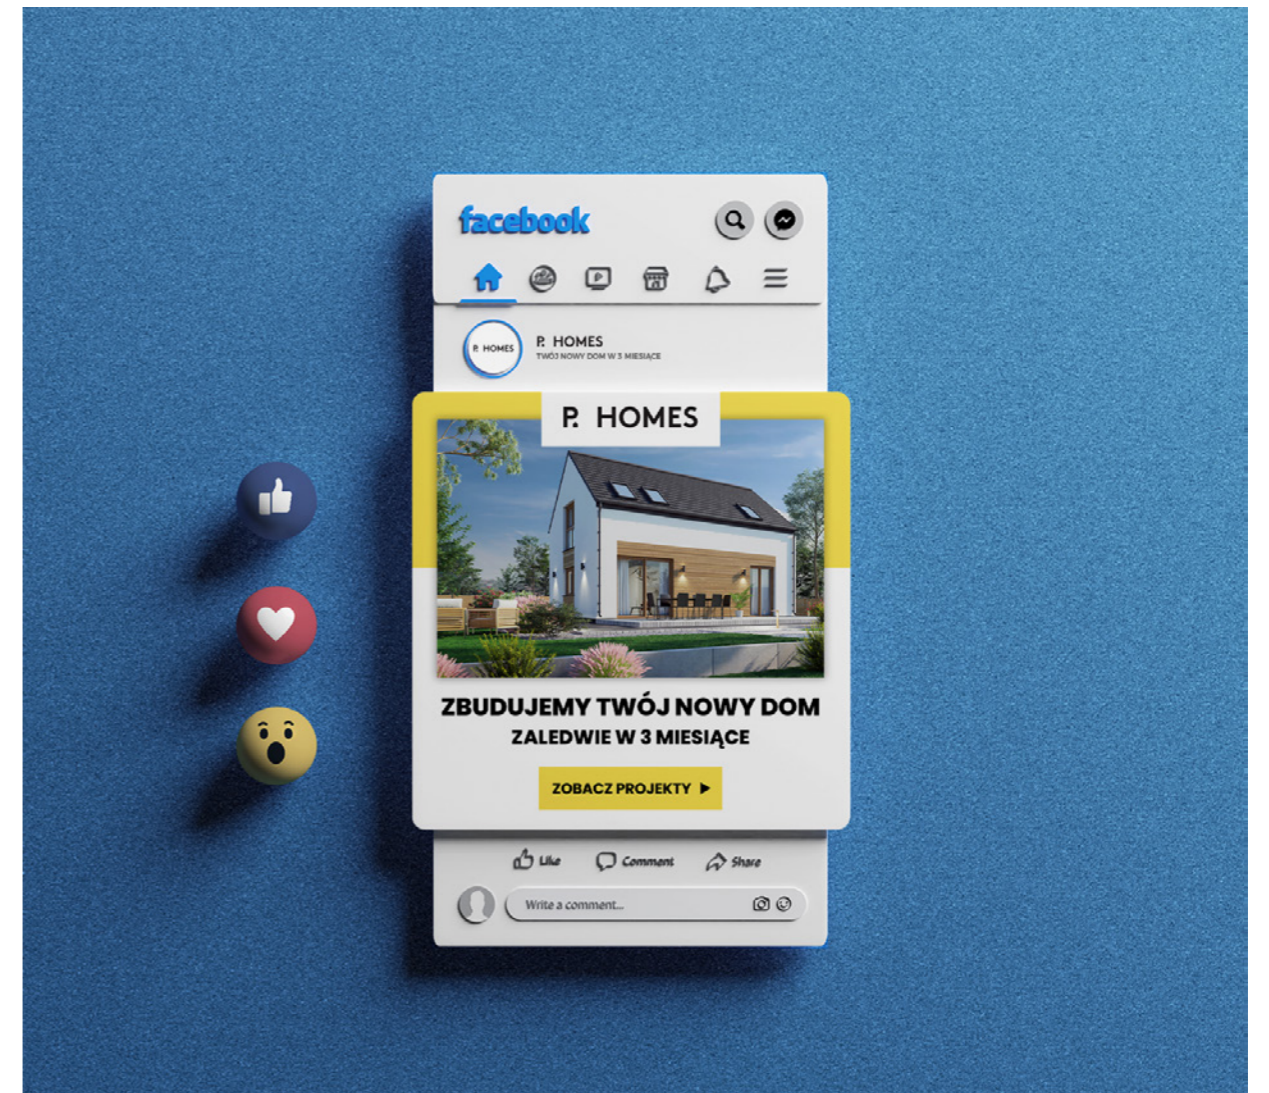 facebook
P. HOMES
P. HOMES
TWÓJ NOWY DOM W 3 MIESIĄCE
P. HOMES
ZBUDUJEMY TWÓJ NOWY DOM
ZALEDWIE W 3 MIESIĄCE
ZOBACZ PROJEKTY
Like Comment Share
Write a comment...